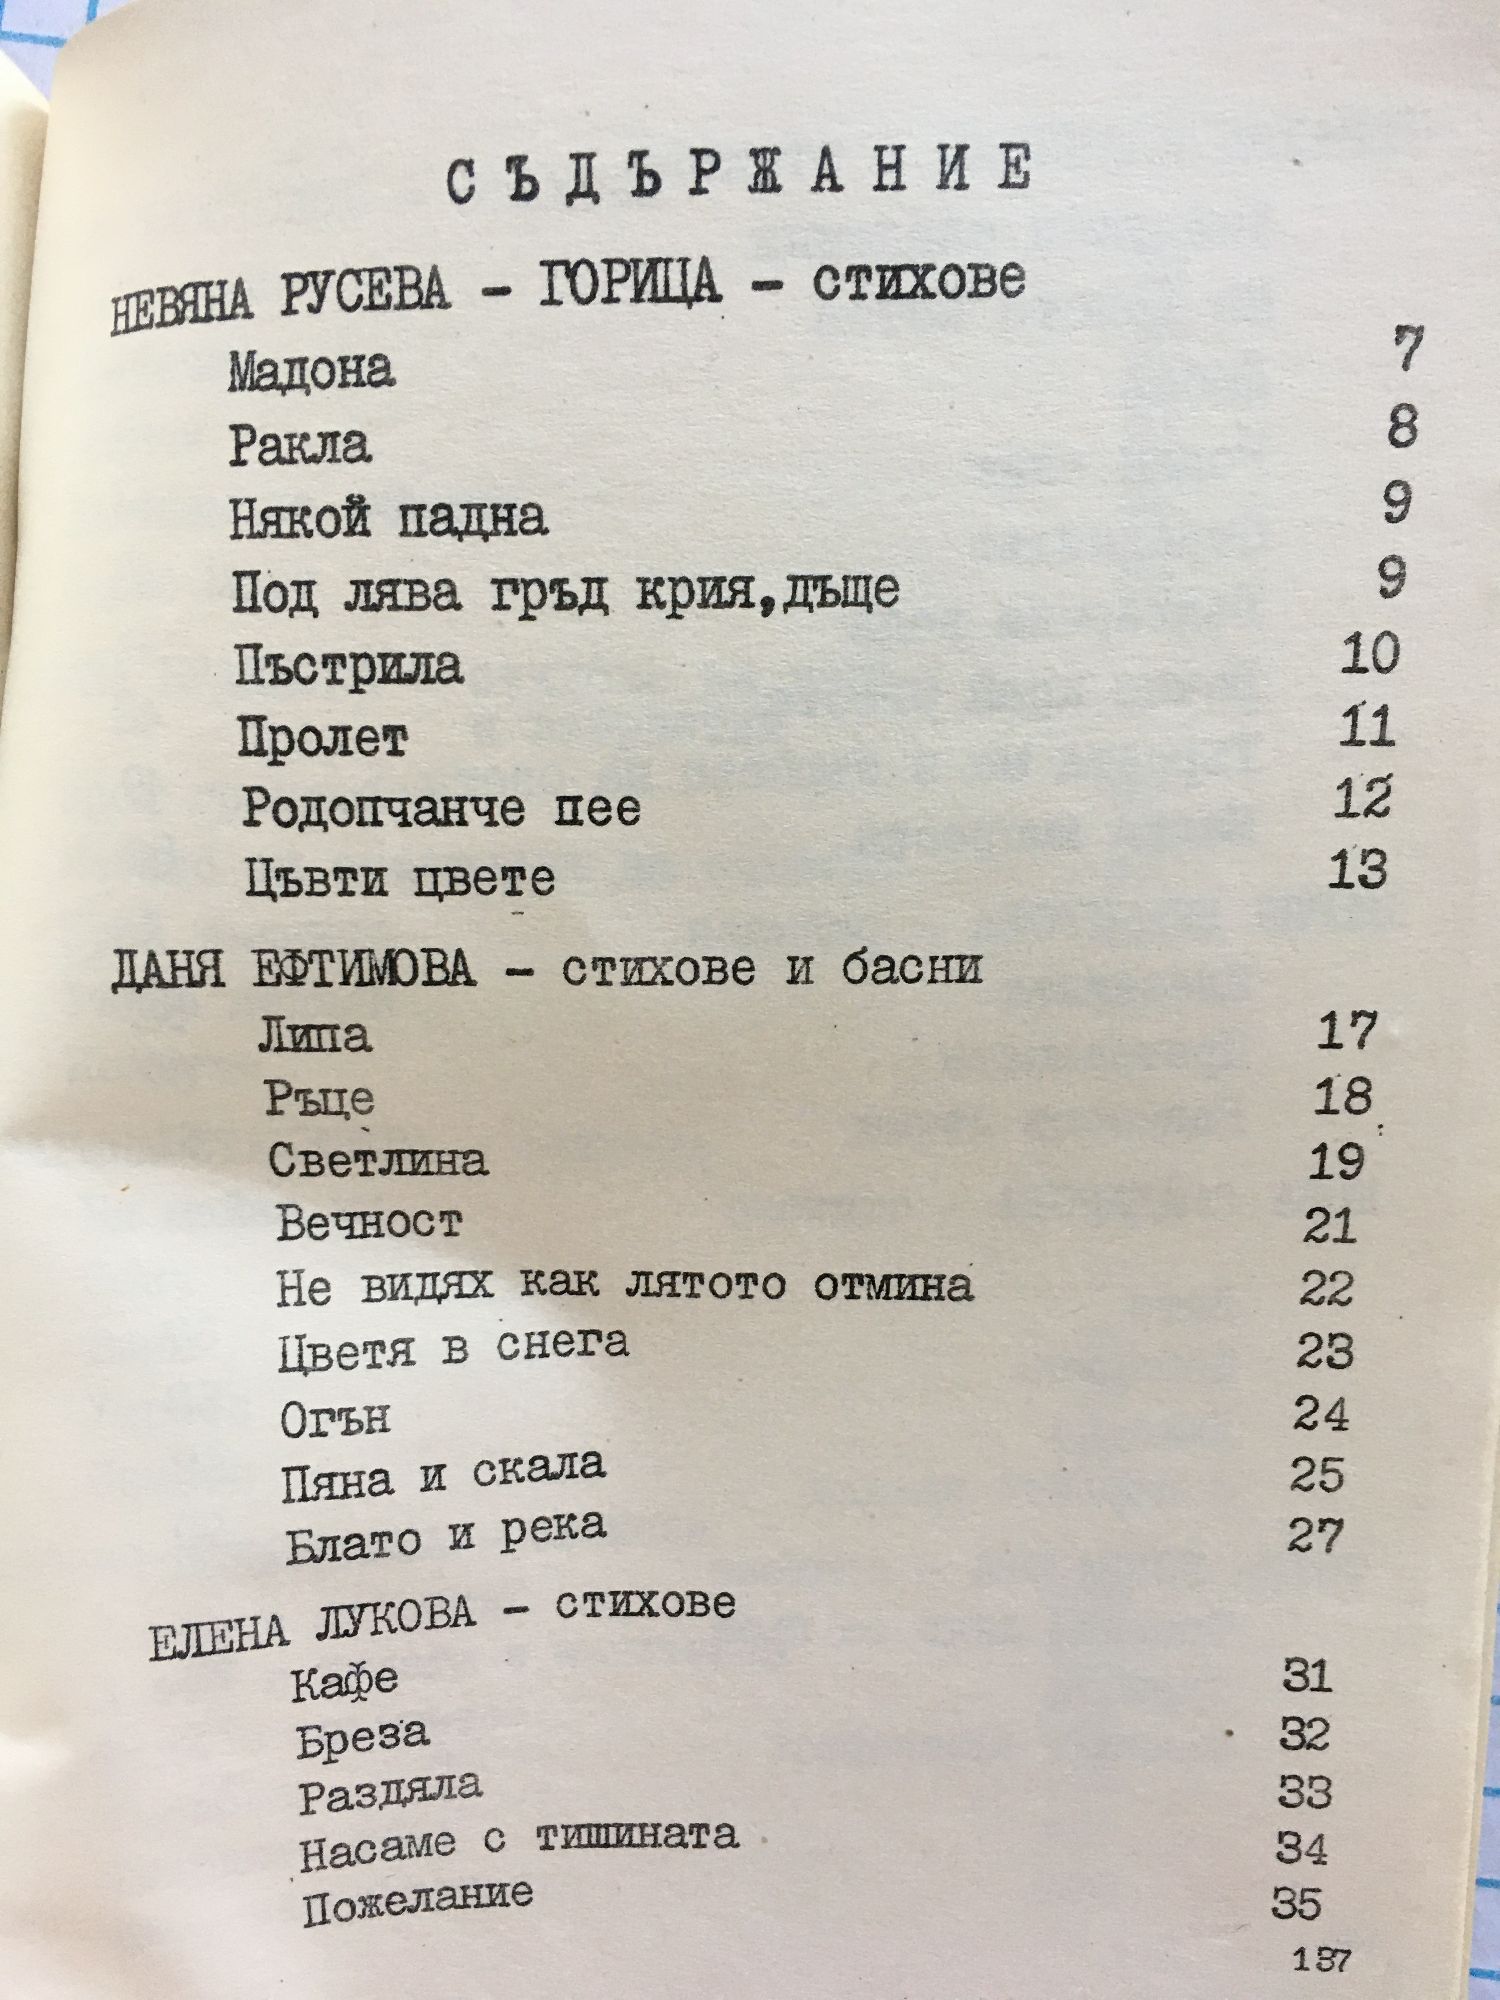 СЪДЪРЖАНИЕ
НЕВЯНА РУСЕВА - ГОРИЦА - стихове
Мадона 7
Ракла 8
Някой падна 9
Под лява гръд крия,дъще 9
Пъстрила 10
Пролет 11
Родопчанче пее 12
Цъвти цвете 13
ДАНЯ ЕФТИМОВА - стихове и басни
Липа 17
Ръце 18
Светлина 19
Вечност 21
Не видях как лятото отмина 22
Цветя в снега 23
Огън 24
Пяна и скала 25
Блато и река 27
ЕЛЕНА ЛУКОВА - стихове
Кафе 31
Бреза 32
Раздяла 33
Насаме с тишината 34
Пожелание 35
137